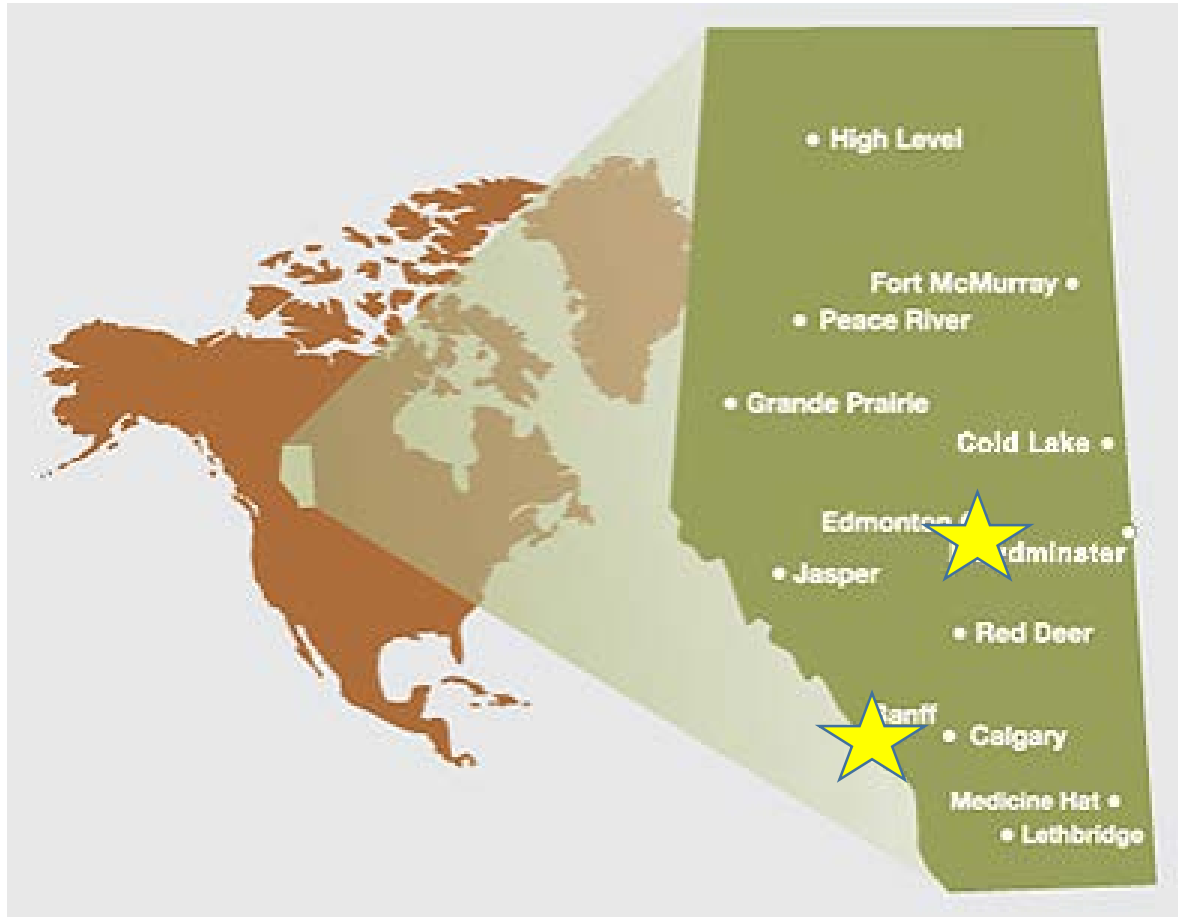 High Level
Fort McMurray
Peace River
Grande Prairie
Cold Lake
Edmonton
dminster
Jasper
Red Deer
Banff
Calgary
Medicine Hat
Lethbridge